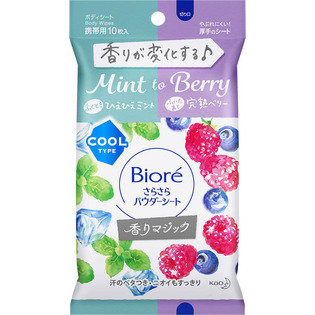 ボディシート
Body Wipes
携帯用10枚入
やぶれにくい!
厚手のシート
香りが変化する♪
Mint to Berry
ひえひえミント
完熟ベリー
COOL
TYPE
Bioré
さらさら
パウダーシート
香りマジック
汗のベタつき・ニオイもすっきり
Kao